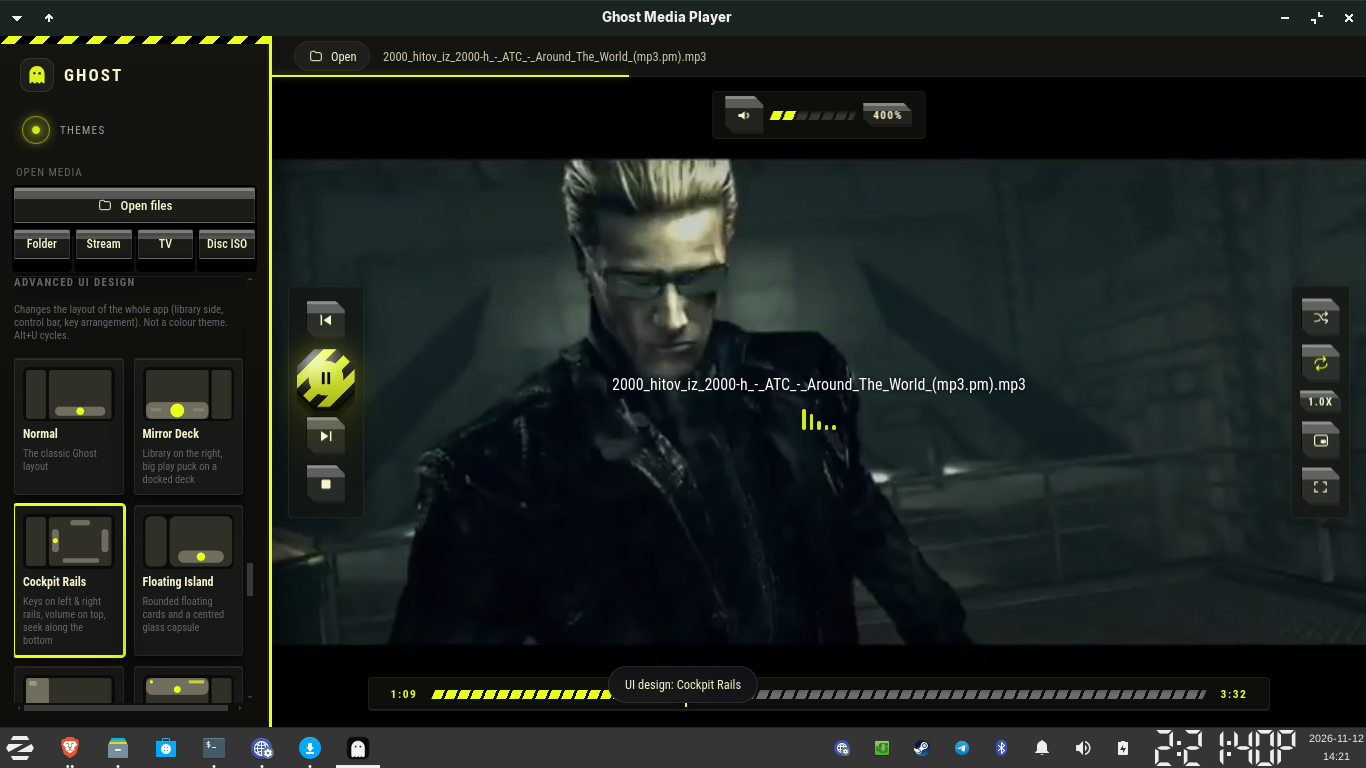 Ghost Media Player
GHOST
THEMES
OPEN MEDIA
Open files
Folder
Stream
TV
Disc ISO
ADVANCED UI DESIGN
Changes the layout of the whole app (library side,
control bar, key arrangement). Not a colour theme.
Alt+U cycles.
Normal
The classic Ghost
layout
Mirror Deck
Library on the right,
big play puck on a
docked deck
Cockpit Rails
Keys on left & right
rails, volume on top,
seek along the
bottom
Floating Island
Rounded floating
cards and a centred
glass capsule
Open
2000_hitov_iz_2000-h_-_ATC_-_Around_The_World_(mp3.pm).mp3
400%
2000_hitov_iz_2000-h_-_ATC_-_Around_The_World_(mp3.pm).mp3
1.0X
1:09
UI design: Cockpit Rails
3:32
2:21:40P
2026-11-12
14:21